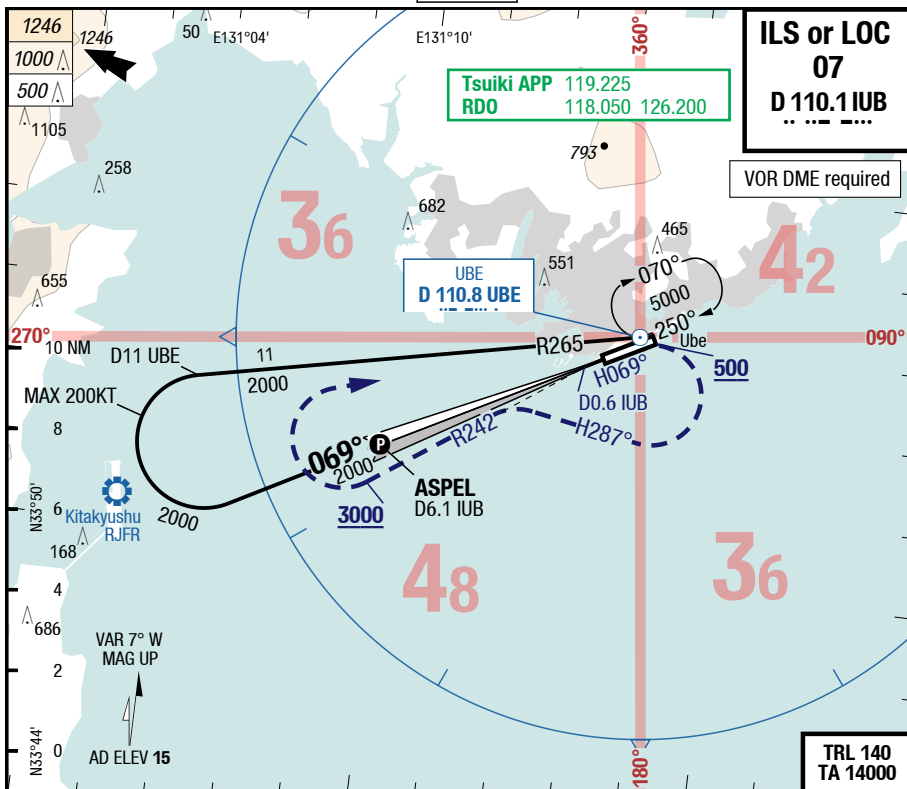 1246
1000
500
1246
50
E131°04'
E131°10'
360°
ILS or LOC
07
D 110.1 IUB
Tsuiki APP 119.225
RDO 118.050 126.200
VOR DME required
1105
258
793
682
465
551
655
36
42
UBE
D 110.8 UBE
070°
5000
250°
Ube
270°
090°
10 NM
D11 UBE
11
2000
R265
H069°
500
MAX 200KT
D0.6 IUB
8
R242
H287°
069°
2000
P
ASPEL
D6.1 IUB
N33°50'
6
Kitakyushu
RJFR
2000
3000
168
48
36
4
686
VAR 7° W
MAG UP
2
N33°44'
0
AD ELEV 15
180°
TRL 140
TA 14000